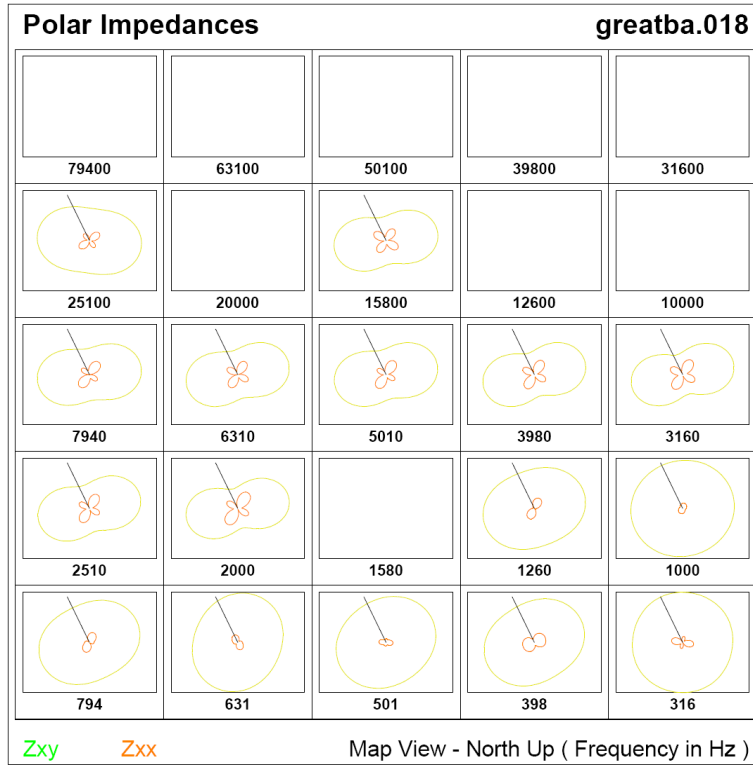 Polar Impedances greatba.018
79400 63100 50100 39800 31600
25100 20000 15800 12600 10000
7940 6310 5010 3980 3160
2510 2000 1580 1260 1000
794 631 501 398 316
Zxy Zxx Map View - North Up ( Frequency in Hz )